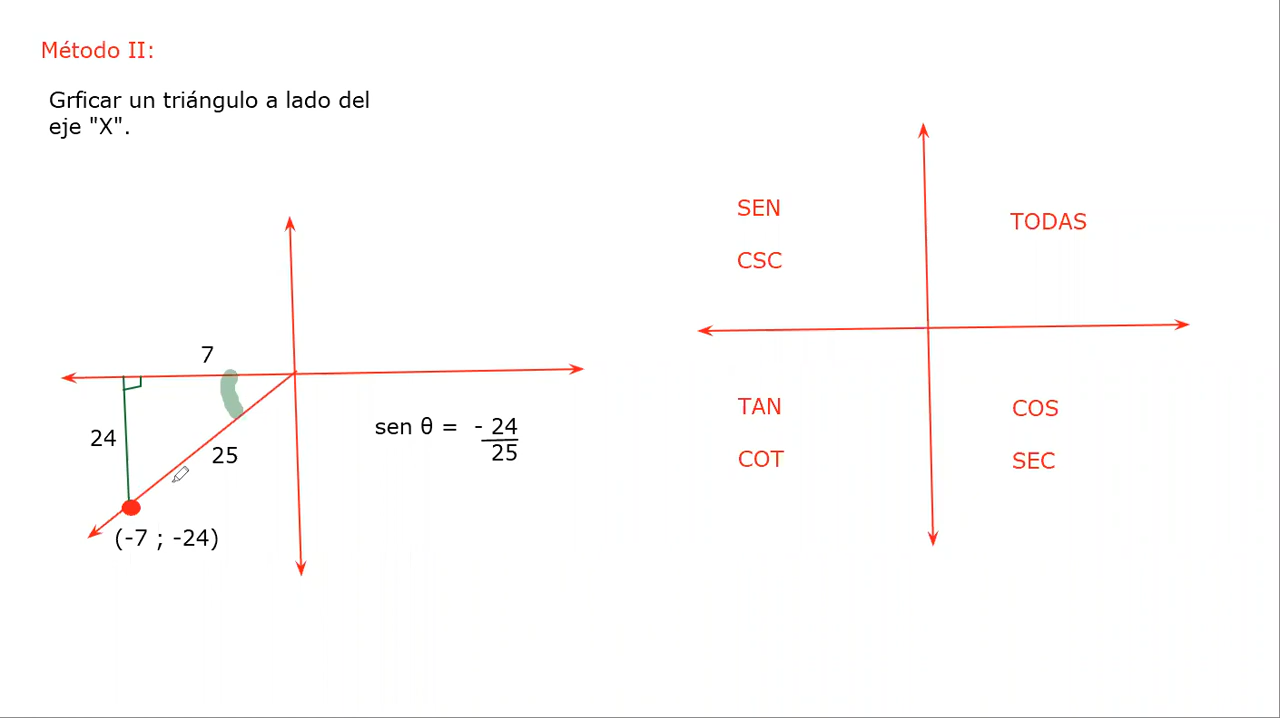 Método II:
Grficar un triángulo a lado del
eje "X".
7
24
25
(-7 ; -24)
sen θ = - 24
25
SEN
CSC
TODAS
TAN
COT
COS
SEC